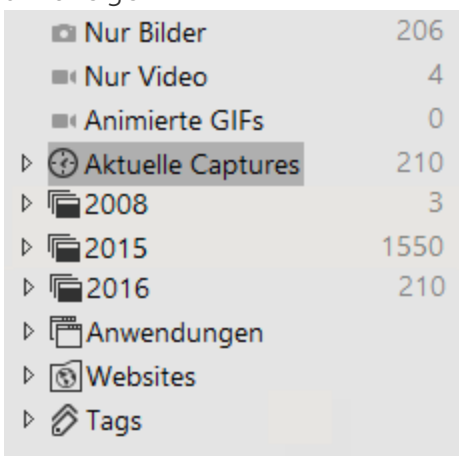 Nur Bilder 206
Nur Video 4
Animierte GIFs 0
Aktuelle Captures 210
2008 3
2015 1550
2016 210
Anwendungen
Websites
Tags